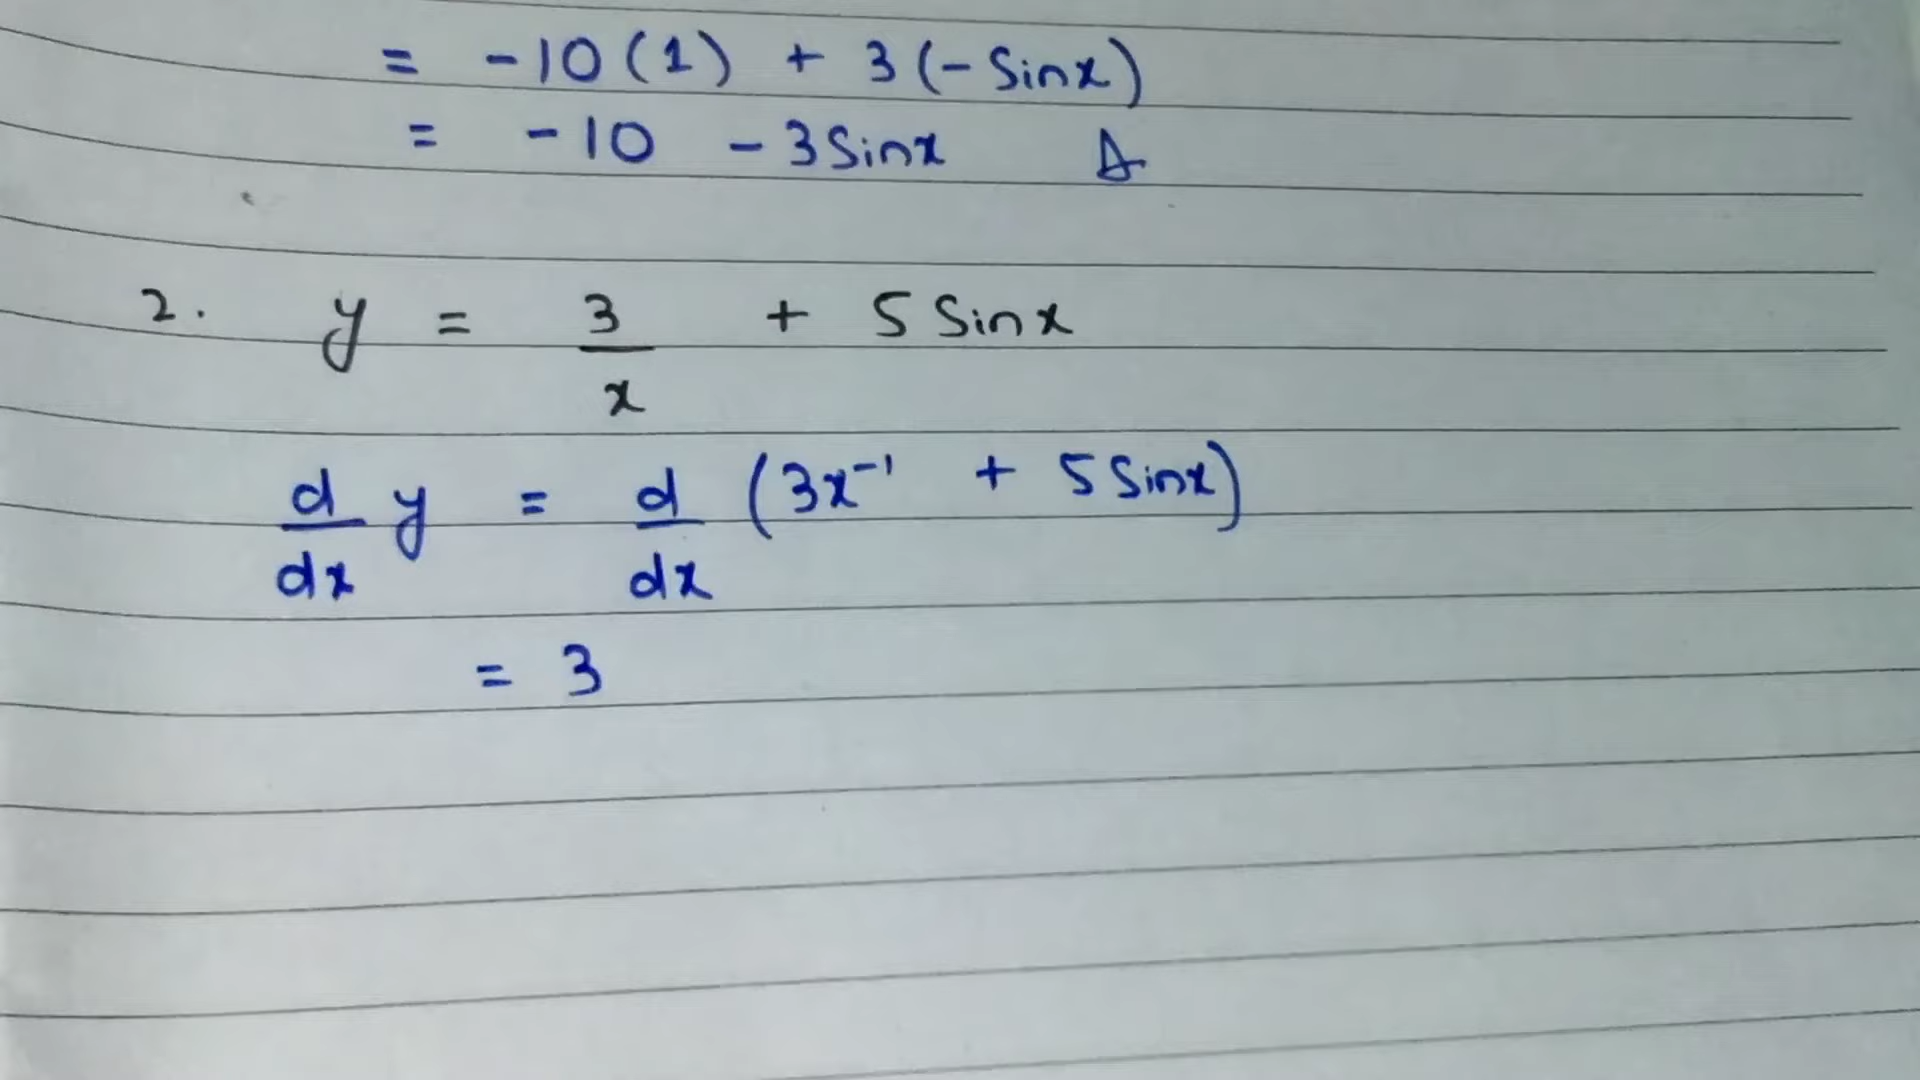 = -10(1) + 3(-Sinx)
= -10 - 3Sinx
2. y = 3/x + 5 Sinx
d/dx y = d/dx (3x⁻¹ + 5 Sinx)
= 3